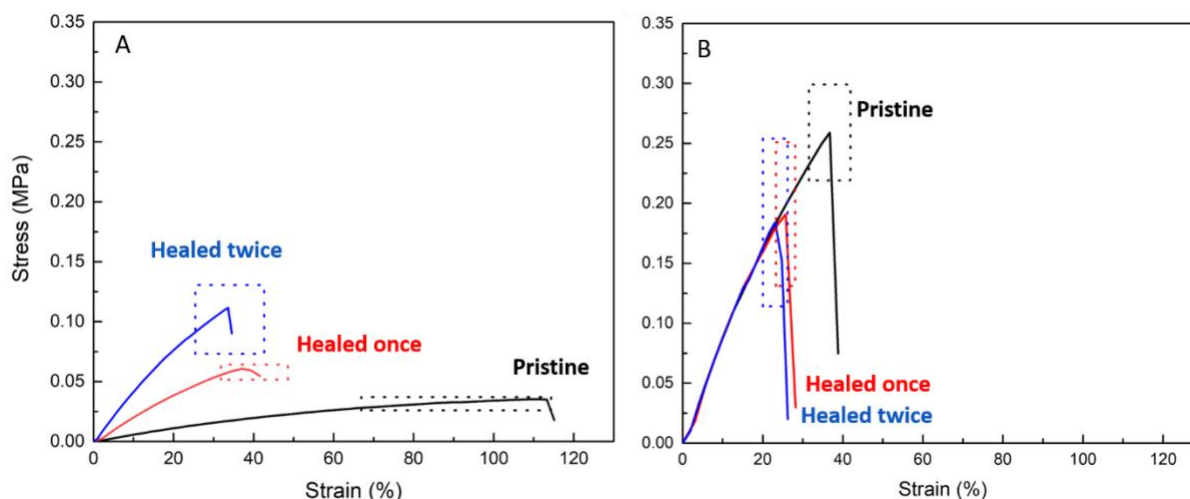 A
0.35
0.30
0.25
0.20
0.15
0.10
0.05
0.00
Stress (MPa)
Healed twice
Healed once
Pristine
0 20 40 60 80 100 120
Strain (%)
B
0.35
0.30
0.25
0.20
0.15
0.10
0.05
0.00
Pristine
Healed once
Healed twice
0 20 40 60 80 100 120
Strain (%)